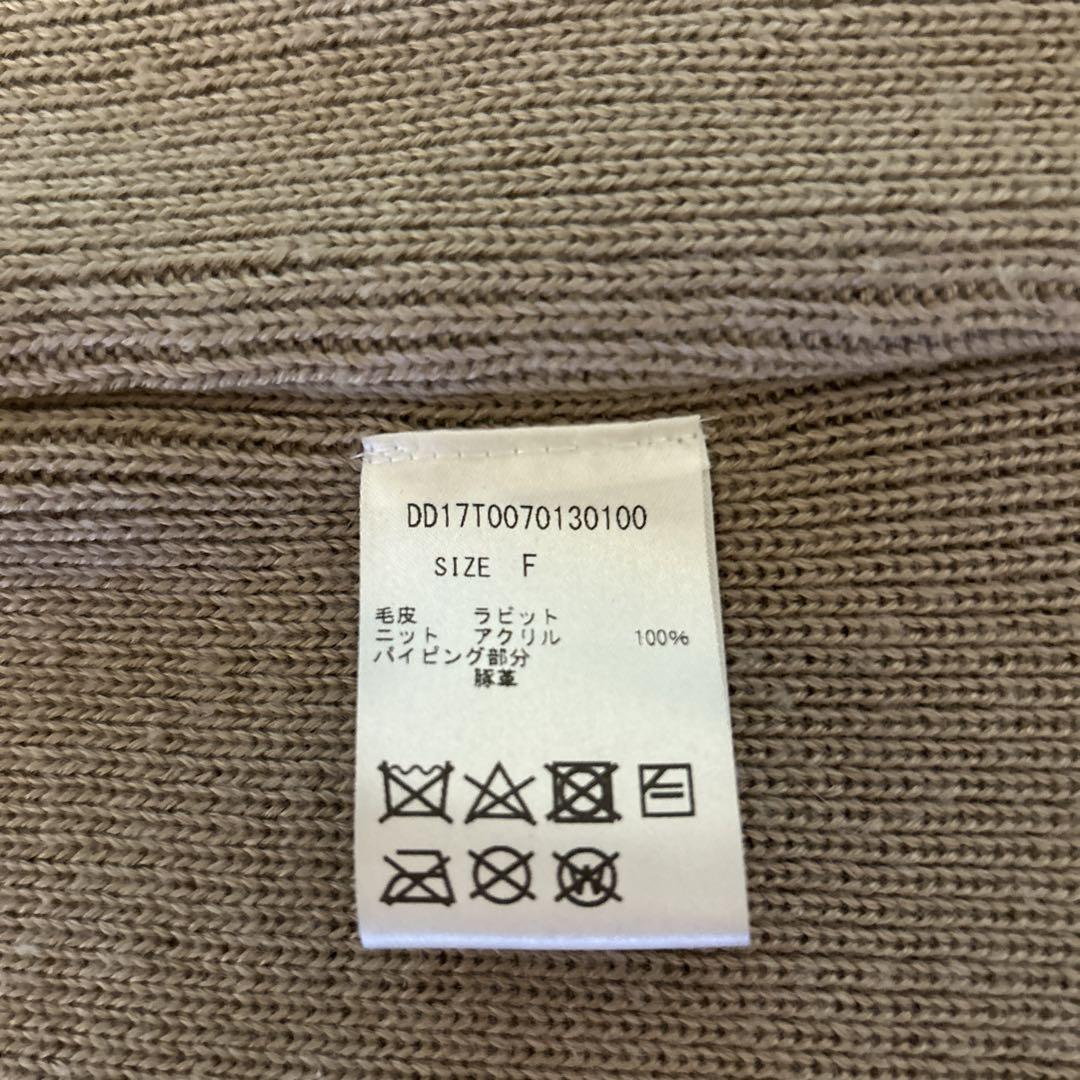 DD17T0070130100
SIZE F
毛皮 ラビット
ニット アクリル 100%
パイピング部分
豚革
W